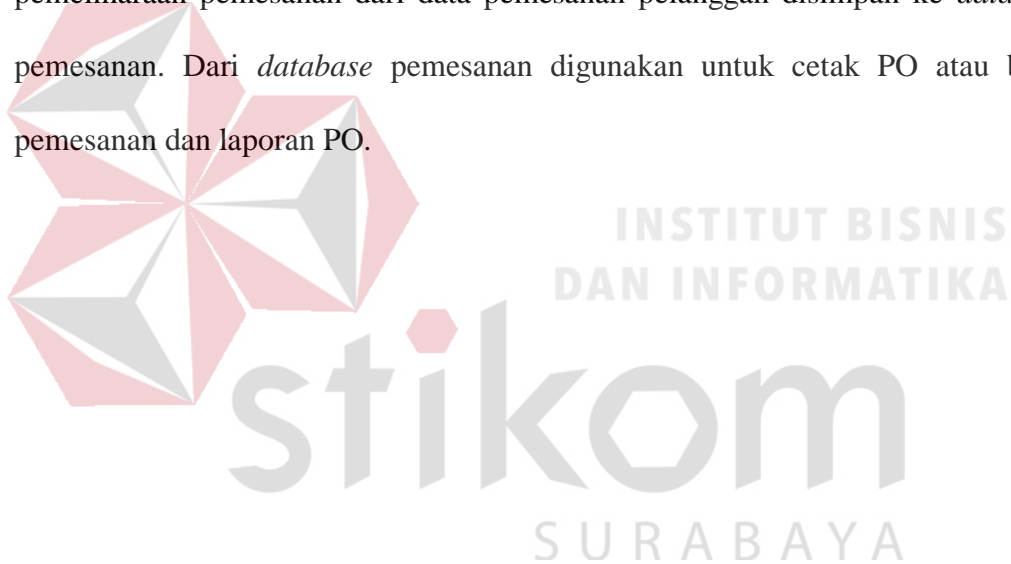 pemeliharaan pemesanan dari data pemesanan pelanggan disimpan ke
pemesanan. Dari database pemesanan digunakan untuk cetak PO atau
pemesanan dan laporan PO.
INSTITUT BISNIS
DAN INFORMATIKA
stikom
SURABAYA